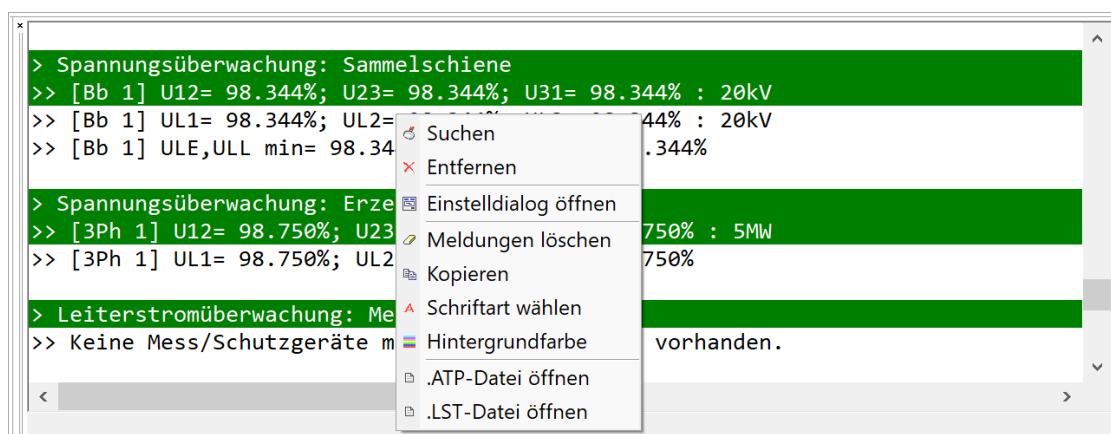 > Spannungsüberwachung: Sammelschiene
>> [Bb 1] U12= 98.344%; U23= 98.344%; U31= 98.344% : 20kV
>> [Bb 1] UL1= 98.344%; UL2= 44% : 20kV
>> [Bb 1] ULE,ULL min= 98.34 .344%
> Spannungsüberwachung: Erze
>> [3Ph 1] U12= 98.750%; U23 750% : 5MW
>> [3Ph 1] UL1= 98.750%; UL2 750%
> Leiterstromüberwachung: Me
>> Keine Mess/Schutzgeräte m vorhanden.
Suchen
Entfernen
Einstelldialog öffnen
Meldungen löschen
Kopieren
Schriftart wählen
Hintergrundfarbe
.ATP-Datei öffnen
.LST-Datei öffnen